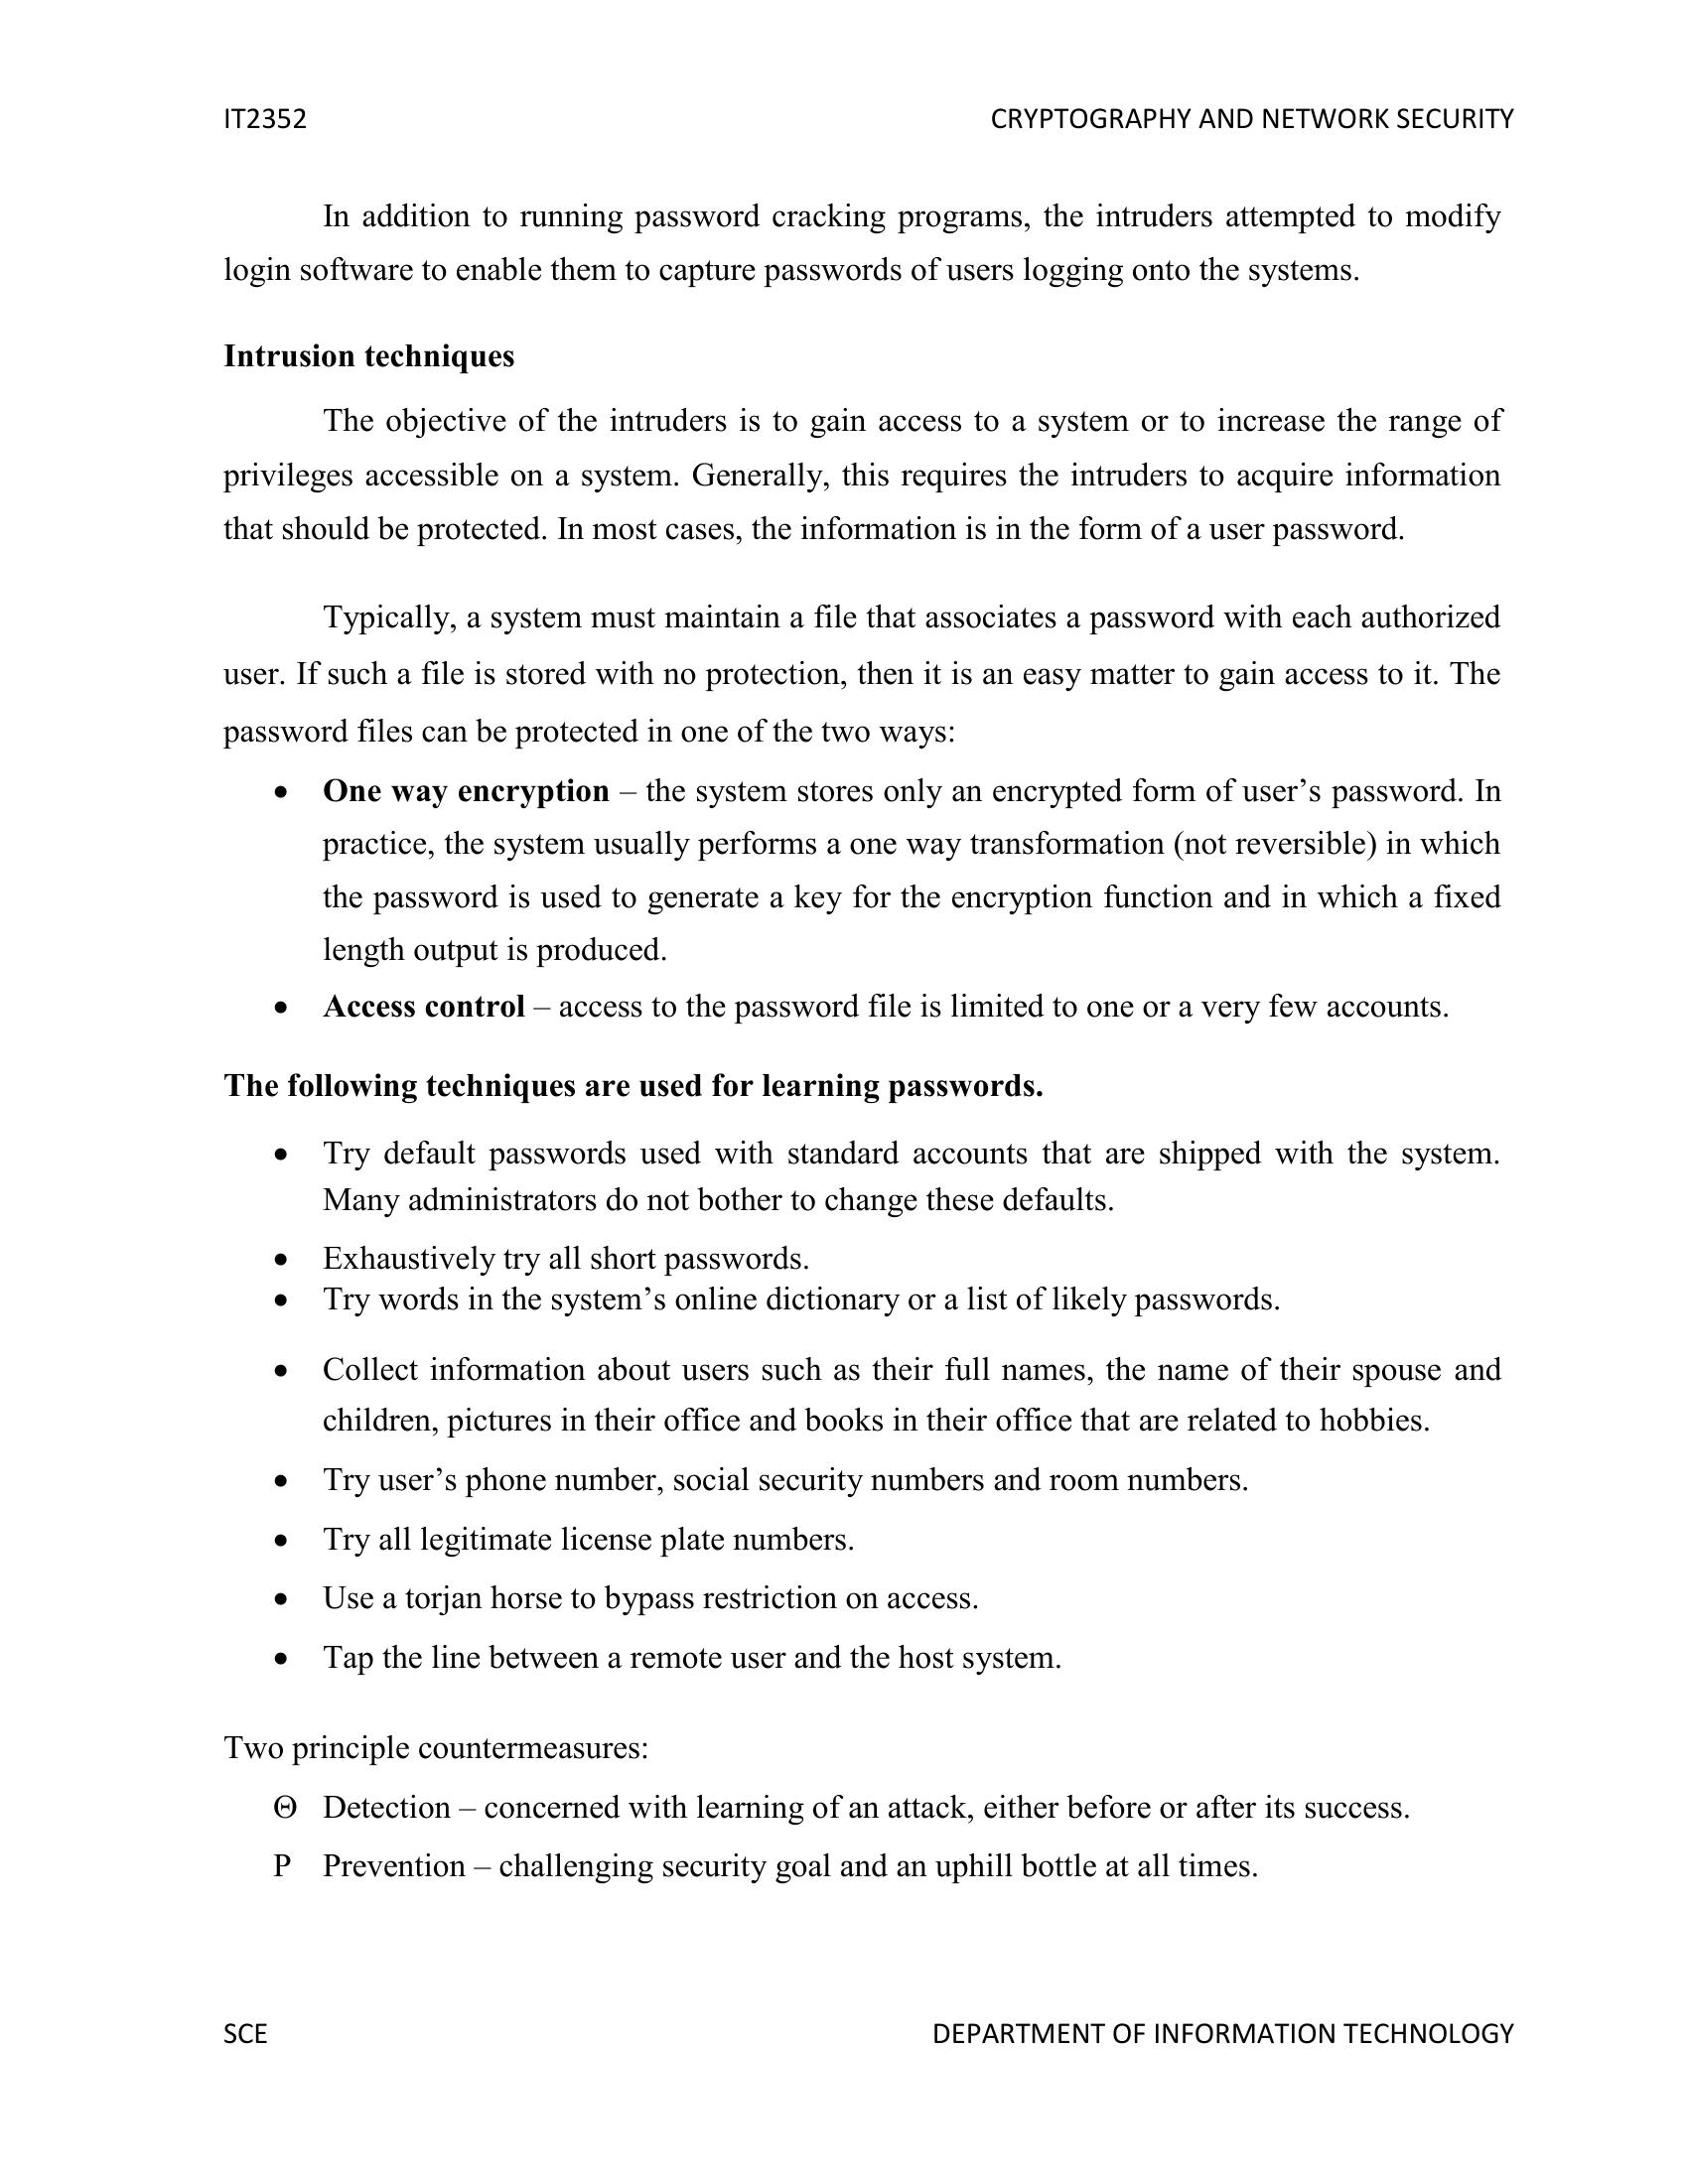 IT2352 CRYPTOGRAPHY AND NETWORK SECURITY
In addition to running password cracking programs, the intruders attempted to modify
login software to enable them to capture passwords of users logging onto the systems.
Intrusion techniques
The objective of the intruders is to gain access to a system or to increase the range of
privileges accessible on a system. Generally, this requires the intruders to acquire information
that should be protected. In most cases, the information is in the form of a user password.
Typically, a system must maintain a file that associates a password with each authorized
user. If such a file is stored with no protection, then it is an easy matter to gain access to it. The
password files can be protected in one of the two ways:
• One way encryption – the system stores only an encrypted form of user’s password. In
practice, the system usually performs a one way transformation (not reversible) in which
the password is used to generate a key for the encryption function and in which a fixed
length output is produced.
• Access control – access to the password file is limited to one or a very few accounts.
The following techniques are used for learning passwords.
• Try default passwords used with standard accounts that are shipped with the system.
Many administrators do not bother to change these defaults.
• Exhaustively try all short passwords.
• Try words in the system’s online dictionary or a list of likely passwords.
• Collect information about users such as their full names, the name of their spouse and
children, pictures in their office and books in their office that are related to hobbies.
• Try user’s phone number, social security numbers and room numbers.
• Try all legitimate license plate numbers.
• Use a torjan horse to bypass restriction on access.
• Tap the line between a remote user and the host system.
Two principle countermeasures:
Θ Detection – concerned with learning of an attack, either before or after its success.
Ρ Prevention – challenging security goal and an uphill bottle at all times.
SCE DEPARTMENT OF INFORMATION TECHNOLOGY